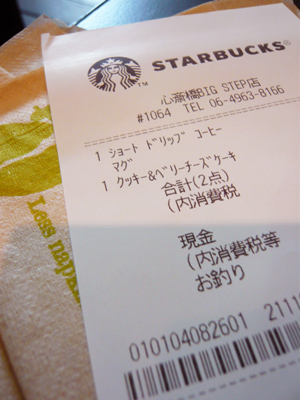 STARBUCKS
心斎橋BIG STEP店
#1064 TEL 06-4963-8166
1 ショート ドリップ コーヒー
マグ
1 クッキー&ベリーチーズケーキ
合計(2点)
(内消費税
現金
(内消費税等
お釣り
010104082601 2111
Less napk